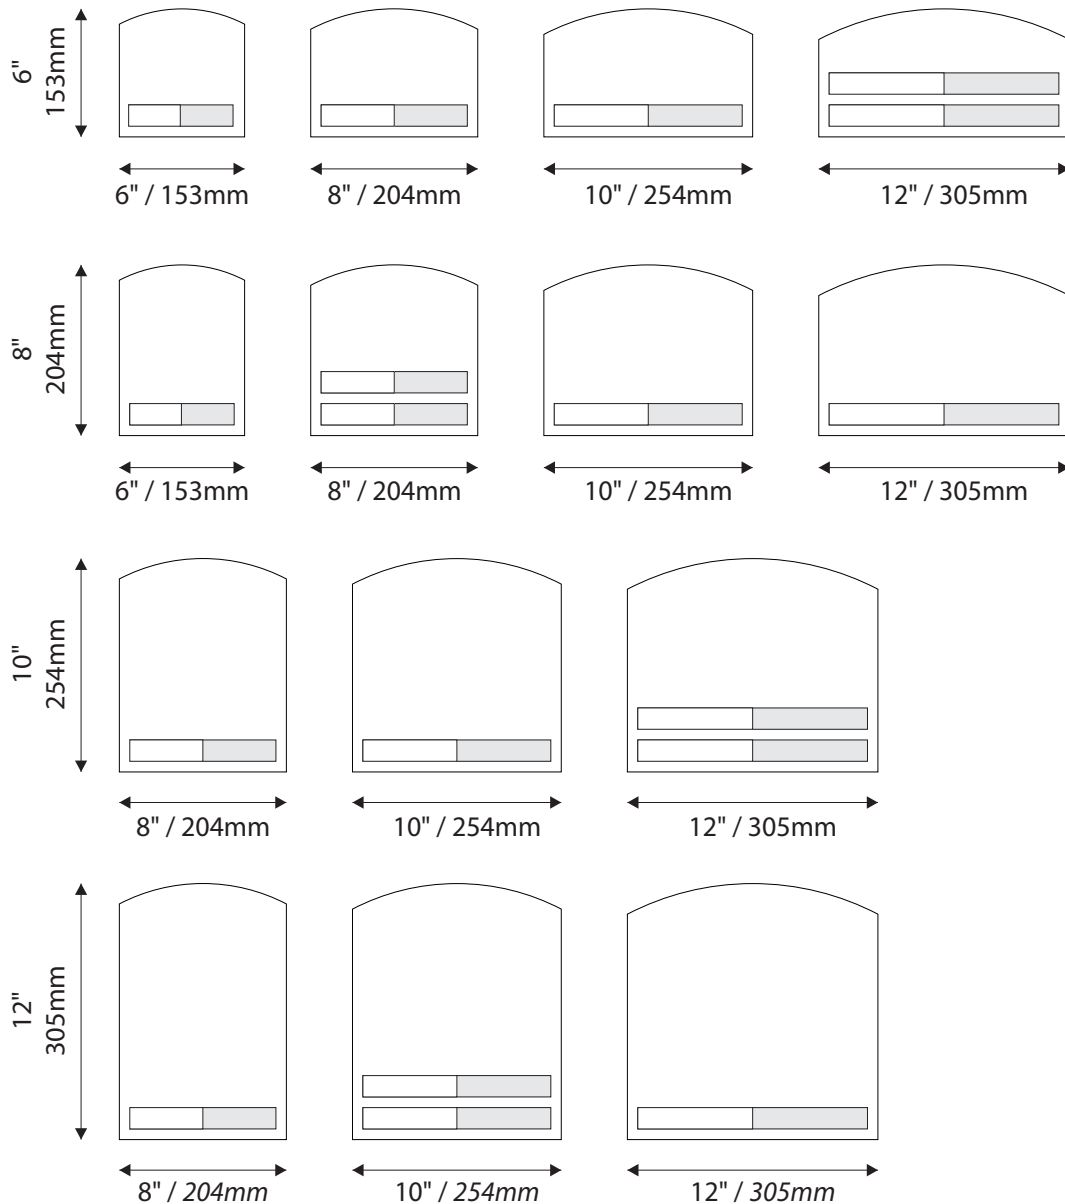 6"
153mm
6" / 153mm
8" / 204mm
10" / 254mm
12" / 305mm
8"
204mm
6" / 153mm
8" / 204mm
10" / 254mm
12" / 305mm
10"
254mm
8" / 204mm
10" / 254mm
12" / 305mm
12"
305mm
8" / 204mm
10" / 254mm
12" / 305mm